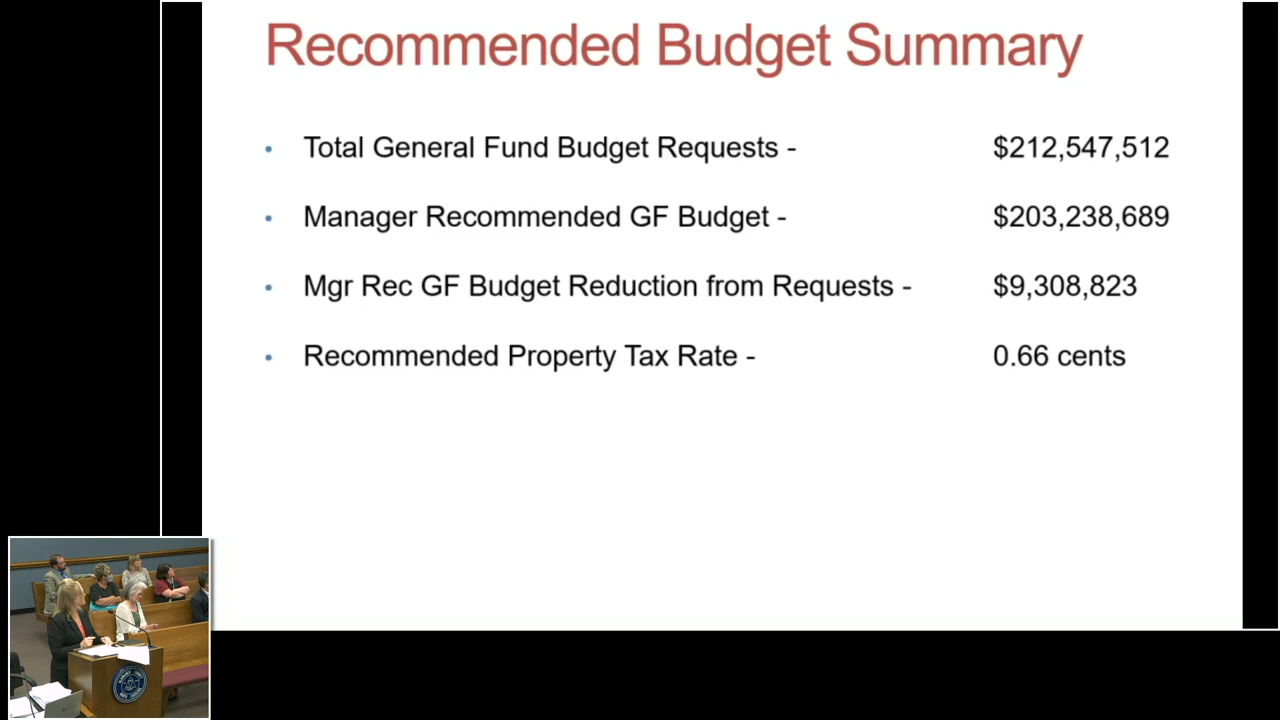 Recommended Budget Summary
• Total General Fund Budget Requests - $212,547,512
• Manager Recommended GF Budget - $203,238,689
• Mgr Rec GF Budget Reduction from Requests - $9,308,823
• Recommended Property Tax Rate - 0.66 cents